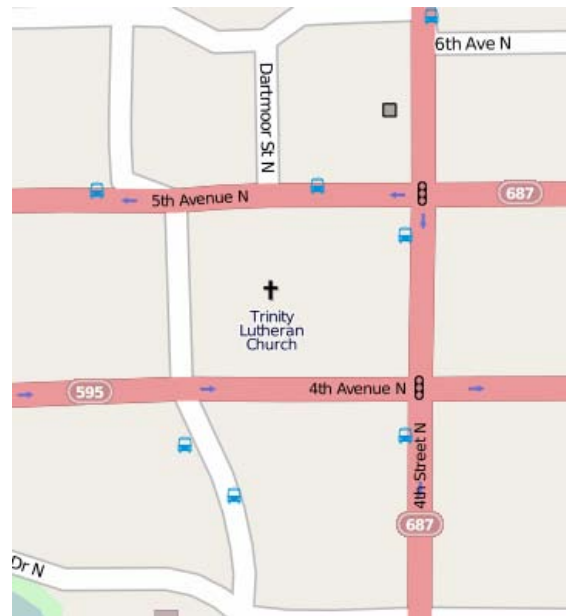 6th Ave N
Dartmoor St N
687
5th Avenue N
Trinity
Lutheran
Church
595
4th Avenue N
4th Street N
687
Dr N